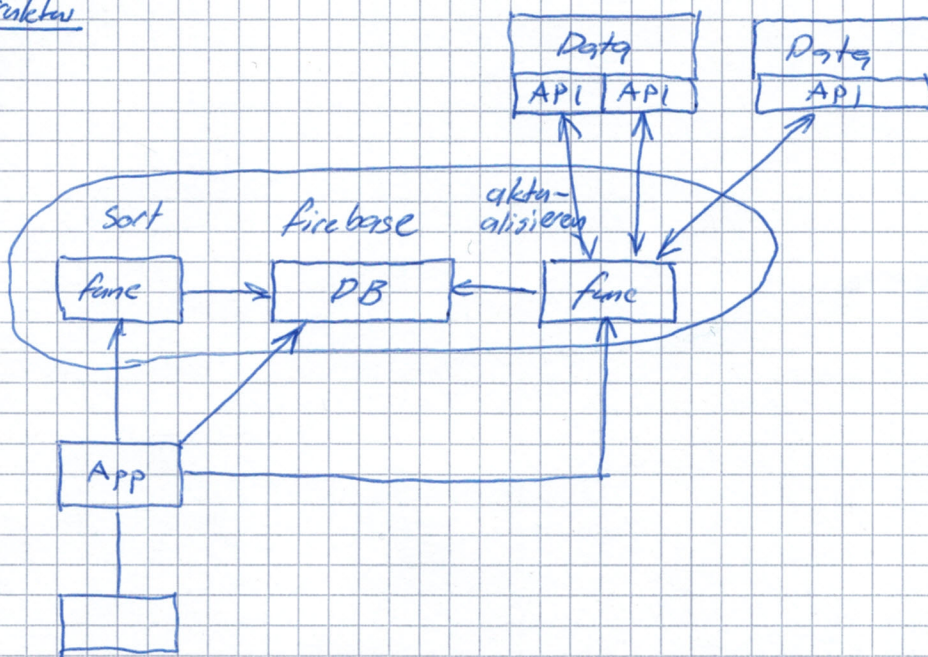 Data
Data
API
API
API
aktu-
alisieren
sort
firebase
func
DB
func
App